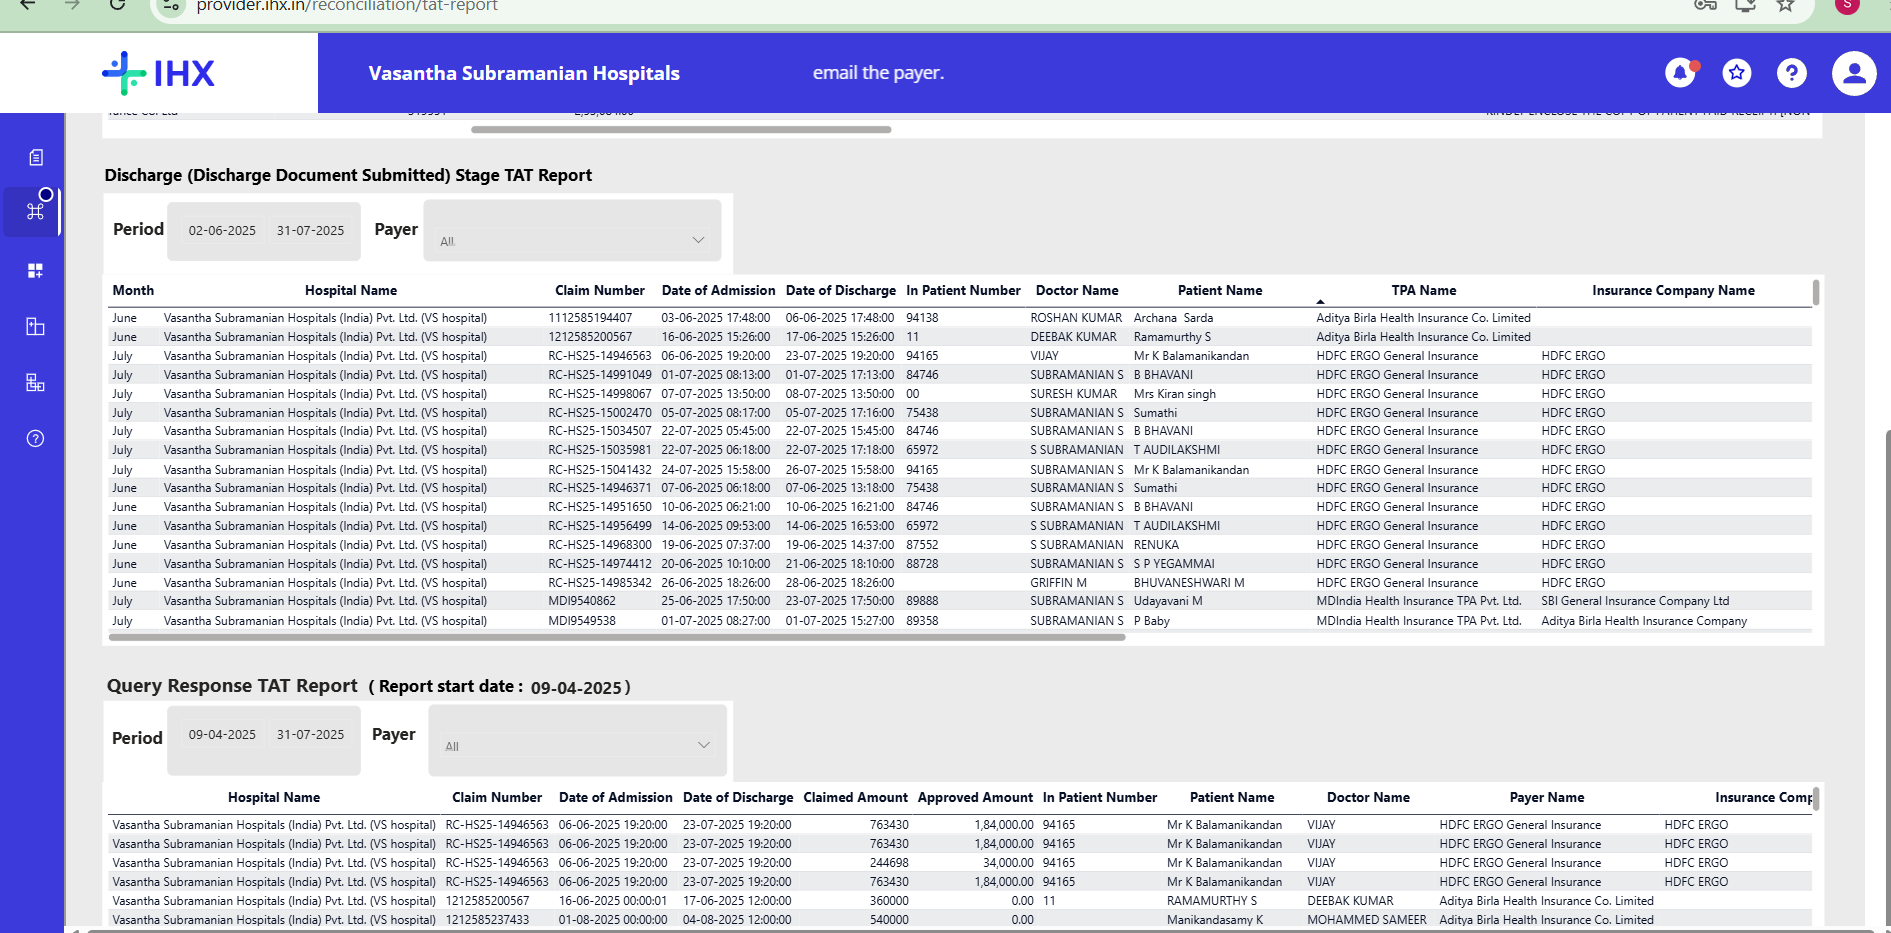 provider.ihx.in/reconciliation/tat-report
S
IHX
Vasantha Subramanian Hospitals
email the payer.
Discharge (Discharge Document Submitted) Stage TAT Report
Period 02-06-2025 31-07-2025 Payer All
Month Hospital Name Claim Number Date of Admission Date of Discharge In Patient Number Doctor Name Patient Name TPA Name Insurance Company Name
June Vasantha Subramanian Hospitals (India) Pvt. Ltd. (VS hospital) 1112585194407 03-06-2025 17:48:00 06-06-2025 17:48:00 94138 ROSHAN KUMAR Archana Sarda Aditya Birla Health Insurance Co. Limited
June Vasantha Subramanian Hospitals (India) Pvt. Ltd. (VS hospital) 1212585200567 16-06-2025 15:26:00 17-06-2025 15:26:00 11 DEEBAK KUMAR Ramamurthy S Aditya Birla Health Insurance Co. Limited
July Vasantha Subramanian Hospitals (India) Pvt. Ltd. (VS hospital) RC-HS25-14946563 06-06-2025 19:20:00 23-07-2025 19:20:00 94165 VIJAY Mr K Balamanikandan HDFC ERGO General Insurance HDFC ERGO
July Vasantha Subramanian Hospitals (India) Pvt. Ltd. (VS hospital) RC-HS25-14991049 01-07-2025 08:13:00 01-07-2025 17:13:00 84746 SUBRAMANIAN S B BHAVANI HDFC ERGO General Insurance HDFC ERGO
July Vasantha Subramanian Hospitals (India) Pvt. Ltd. (VS hospital) RC-HS25-14998067 07-07-2025 13:50:00 08-07-2025 13:50:00 00 SURESH KUMAR Mrs Kiran singh HDFC ERGO General Insurance HDFC ERGO
July Vasantha Subramanian Hospitals (India) Pvt. Ltd. (VS hospital) RC-HS25-15002470 05-07-2025 08:17:00 05-07-2025 17:16:00 75438 SUBRAMANIAN S Sumathi HDFC ERGO General Insurance HDFC ERGO
July Vasantha Subramanian Hospitals (India) Pvt. Ltd. (VS hospital) RC-HS25-15034507 22-07-2025 05:45:00 22-07-2025 15:45:00 84746 SUBRAMANIAN S B BHAVANI HDFC ERGO General Insurance HDFC ERGO
July Vasantha Subramanian Hospitals (India) Pvt. Ltd. (VS hospital) RC-HS25-15035981 22-07-2025 06:18:00 22-07-2025 17:18:00 65972 S SUBRAMANIAN T AUDILAKSHMI HDFC ERGO General Insurance HDFC ERGO
July Vasantha Subramanian Hospitals (India) Pvt. Ltd. (VS hospital) RC-HS25-15041432 24-07-2025 15:58:00 26-07-2025 15:58:00 94165 SUBRAMANIAN S Mr K Balamanikandan HDFC ERGO General Insurance HDFC ERGO
June Vasantha Subramanian Hospitals (India) Pvt. Ltd. (VS hospital) RC-HS25-14946371 07-06-2025 06:18:00 07-06-2025 13:18:00 75438 SUBRAMANIAN S Sumathi HDFC ERGO General Insurance HDFC ERGO
June Vasantha Subramanian Hospitals (India) Pvt. Ltd. (VS hospital) RC-HS25-14951650 10-06-2025 06:21:00 10-06-2025 16:21:00 84746 SUBRAMANIAN S B BHAVANI HDFC ERGO General Insurance HDFC ERGO
June Vasantha Subramanian Hospitals (India) Pvt. Ltd. (VS hospital) RC-HS25-14956499 14-06-2025 09:53:00 14-06-2025 16:53:00 65972 S SUBRAMANIAN T AUDILAKSHMI HDFC ERGO General Insurance HDFC ERGO
June Vasantha Subramanian Hospitals (India) Pvt. Ltd. (VS hospital) RC-HS25-14968300 19-06-2025 07:37:00 19-06-2025 14:37:00 87552 S SUBRAMANIAN RENUKA HDFC ERGO General Insurance HDFC ERGO
June Vasantha Subramanian Hospitals (India) Pvt. Ltd. (VS hospital) RC-HS25-14974412 20-06-2025 10:10:00 21-06-2025 18:10:00 88728 SUBRAMANIAN S S P YEGAMMAI HDFC ERGO General Insurance HDFC ERGO
June Vasantha Subramanian Hospitals (India) Pvt. Ltd. (VS hospital) RC-HS25-14985342 26-06-2025 18:26:00 28-06-2025 18:26:00 GRIFFIN M BHUVANESHWARI M HDFC ERGO General Insurance HDFC ERGO
July Vasantha Subramanian Hospitals (India) Pvt. Ltd. (VS hospital) MDI9540862 25-06-2025 17:50:00 23-07-2025 17:50:00 89888 SUBRAMANIAN S Udayavani M MDIndia Health Insurance TPA Pvt. Ltd. SBI General Insurance Company Ltd
July Vasantha Subramanian Hospitals (India) Pvt. Ltd. (VS hospital) MDI9549538 01-07-2025 08:27:00 01-07-2025 15:27:00 89358 SUBRAMANIAN S P Baby MDIndia Health Insurance TPA Pvt. Ltd. Aditya Birla Health Insurance Company
Query Response TAT Report ( Report start date : 09-04-2025 )
Period 09-04-2025 31-07-2025 Payer All
Hospital Name Claim Number Date of Admission Date of Discharge Claimed Amount Approved Amount In Patient Number Patient Name Doctor Name Payer Name Insurance Comp
Vasantha Subramanian Hospitals (India) Pvt. Ltd. (VS hospital) RC-HS25-14946563 06-06-2025 19:20:00 23-07-2025 19:20:00 763430 1,84,000.00 94165 Mr K Balamanikandan VIJAY HDFC ERGO General Insurance HDFC ERGO
Vasantha Subramanian Hospitals (India) Pvt. Ltd. (VS hospital) RC-HS25-14946563 06-06-2025 19:20:00 23-07-2025 19:20:00 763430 1,84,000.00 94165 Mr K Balamanikandan VIJAY HDFC ERGO General Insurance HDFC ERGO
Vasantha Subramanian Hospitals (India) Pvt. Ltd. (VS hospital) RC-HS25-14946563 06-06-2025 19:20:00 23-07-2025 19:20:00 244698 34,000.00 94165 Mr K Balamanikandan VIJAY HDFC ERGO General Insurance HDFC ERGO
Vasantha Subramanian Hospitals (India) Pvt. Ltd. (VS hospital) RC-HS25-14946563 06-06-2025 19:20:00 23-07-2025 19:20:00 763430 1,84,000.00 94165 Mr K Balamanikandan VIJAY HDFC ERGO General Insurance HDFC ERGO
Vasantha Subramanian Hospitals (India) Pvt. Ltd. (VS hospital) 1212585200567 16-06-2025 00:00:01 17-06-2025 12:00:00 360000 0.00 11 RAMAMURTHY S DEEBAK KUMAR Aditya Birla Health Insurance Co. Limited
Vasantha Subramanian Hospitals (India) Pvt. Ltd. (VS hospital) 1212585237433 01-08-2025 00:00:00 04-08-2025 12:00:00 540000 0.00 Manikandasamy K MOHAMMED SAMEER Aditya Birla Health Insurance Co. Limited